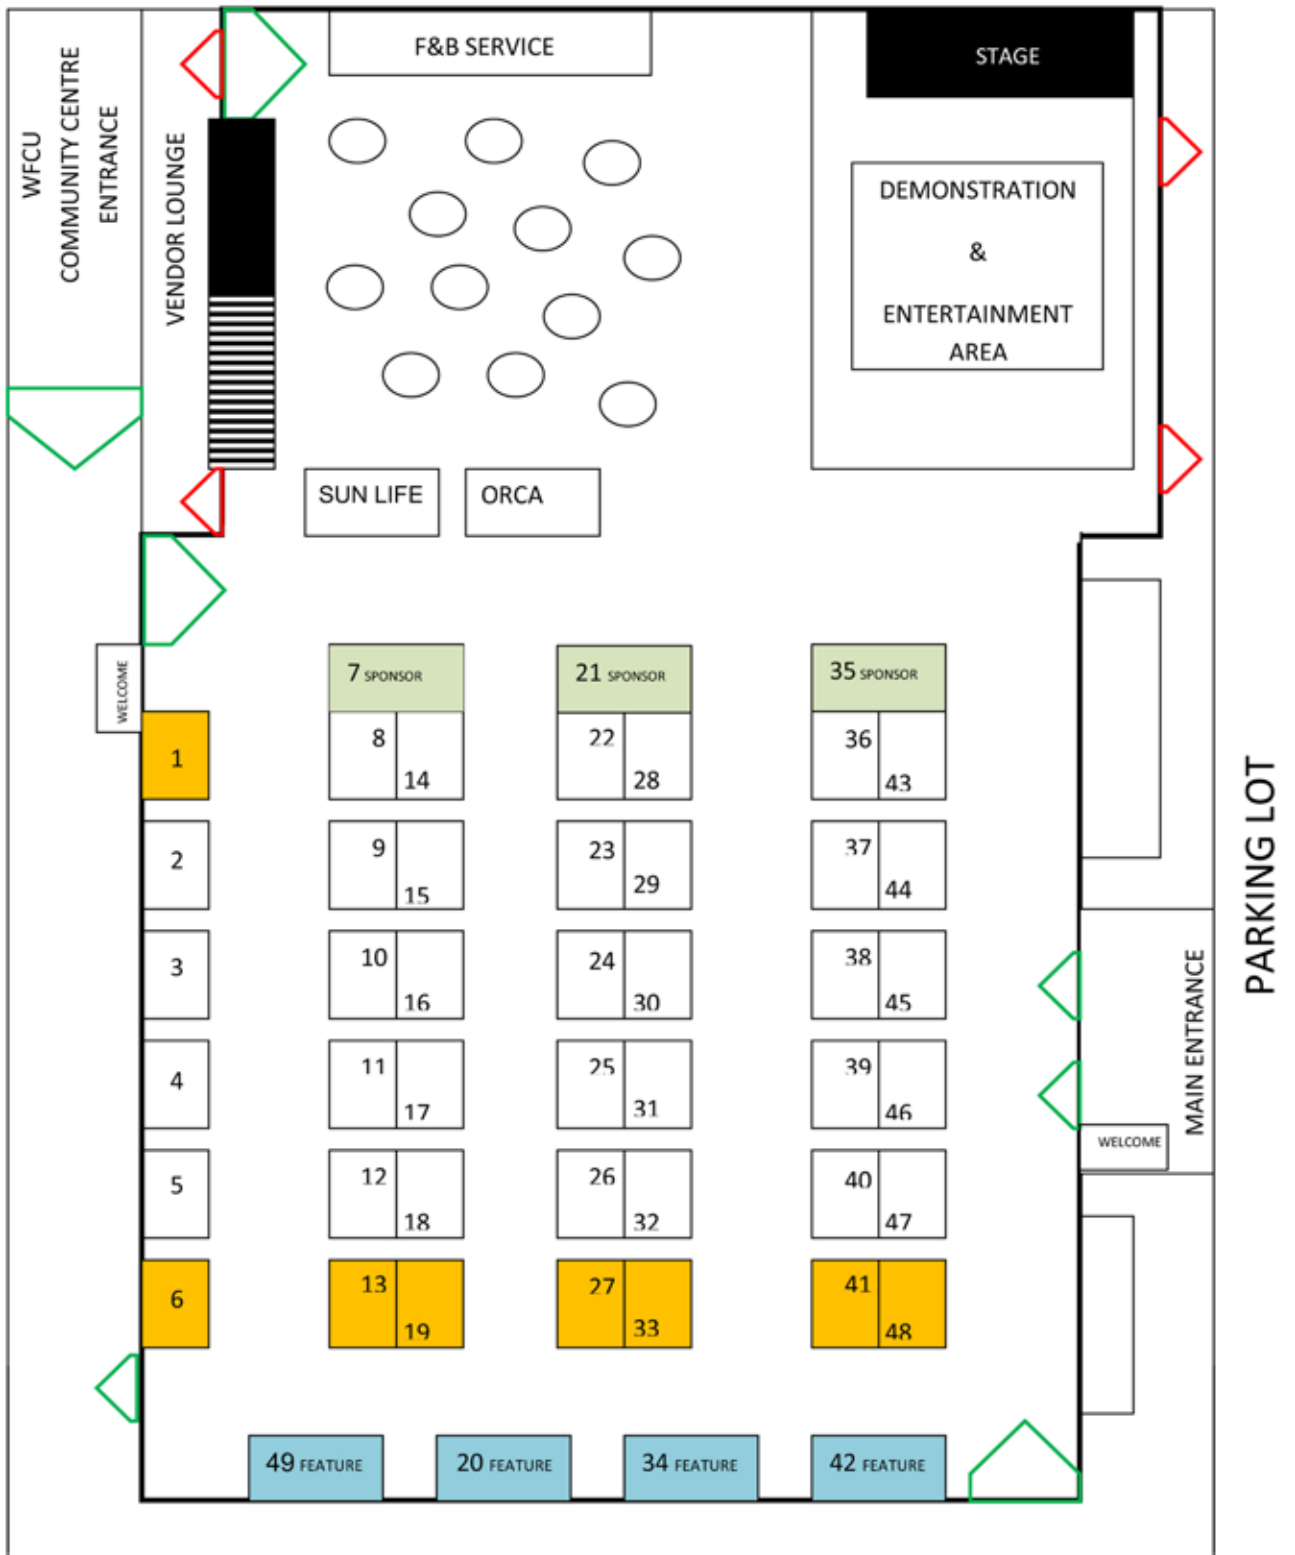 WFCU
COMMUNITY CENTRE
ENTRANCE
VENDOR LOUNGE
F&B SERVICE
STAGE
DEMONSTRATION
&
ENTERTAINMENT
AREA
SUN LIFE
ORCA
WELCOME
7 SPONSOR
21 SPONSOR
35 SPONSOR
1
8
14
22
28
36
43
2
9
15
23
29
37
44
3
10
16
24
30
38
45
4
11
17
25
31
39
46
5
12
18
26
32
40
47
6
13
19
27
33
41
48
49 FEATURE
20 FEATURE
34 FEATURE
42 FEATURE
MAIN ENTRANCE
WELCOME
PARKING LOT